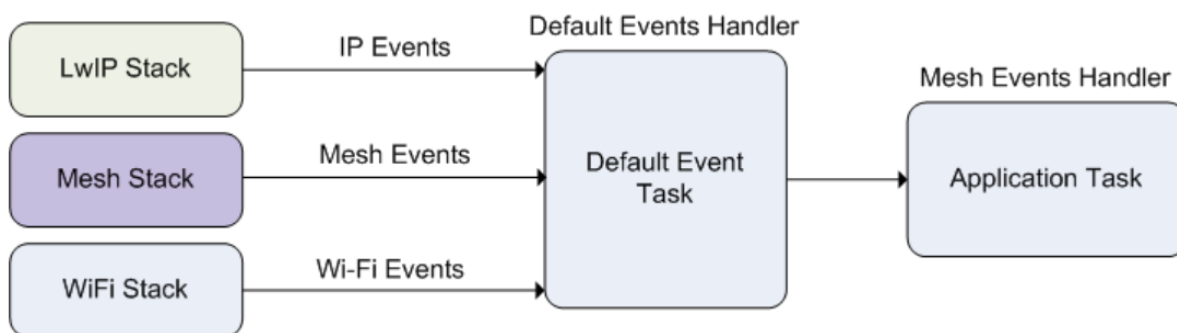 Default Events Handler
LwIP Stack
IP Events
Mesh Events Handler
Mesh Stack
Mesh Events
Default Event
Task
Application Task
WiFi Stack
Wi-Fi Events